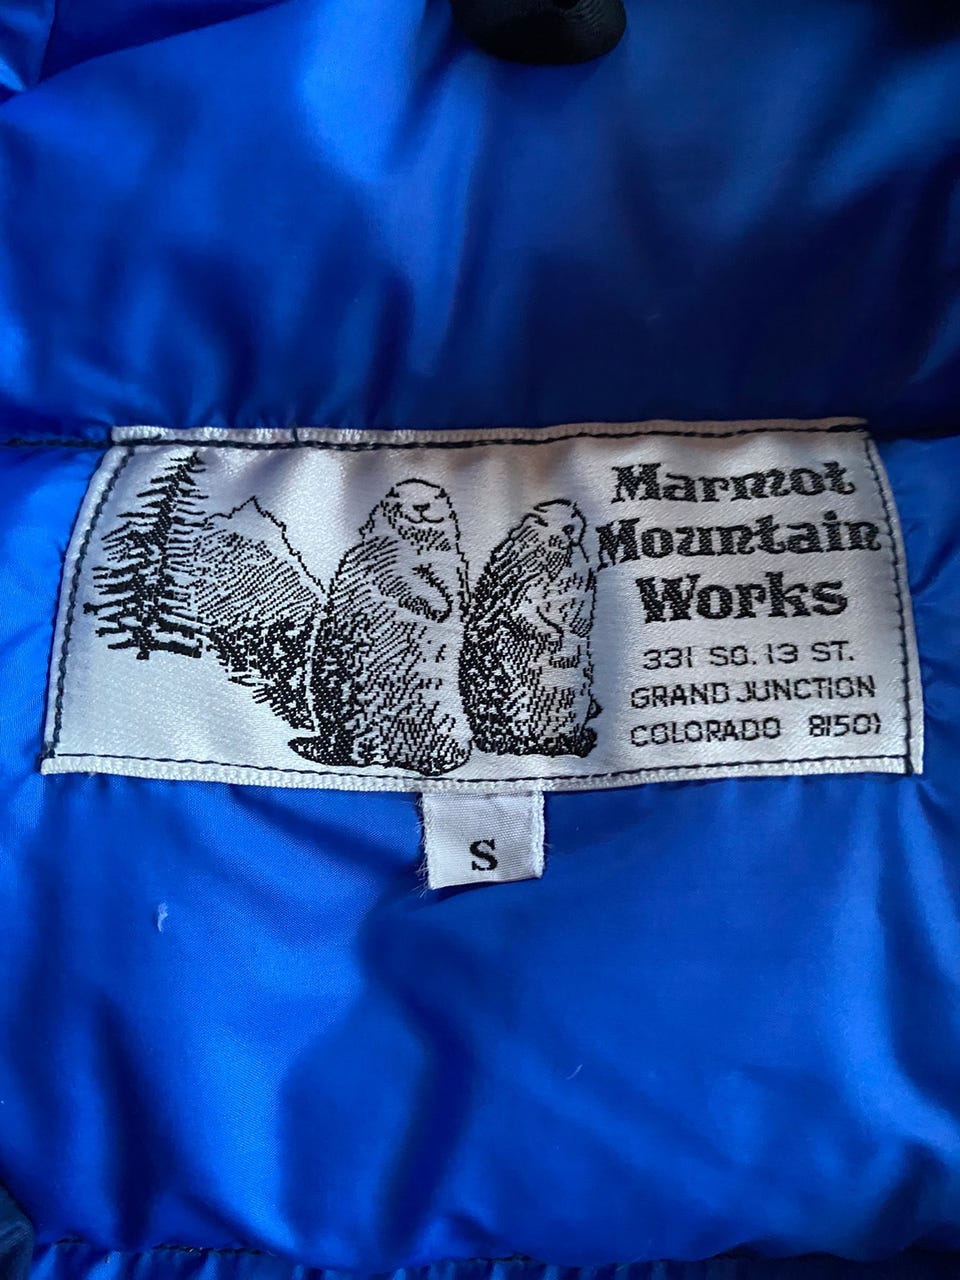 Marmot
Mountain
Works
331 SO. 13 ST.
GRAND JUNCTION
COLORADO 81501
S